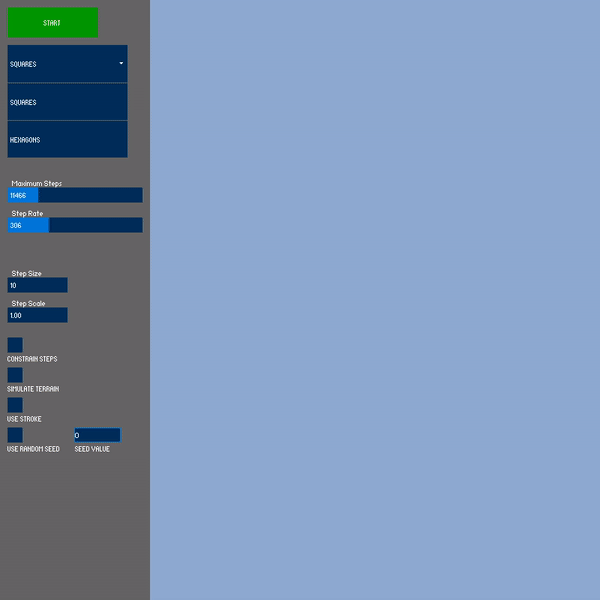 START
SQUARES
SQUARES
HEXAGONS
Maximum Steps
11466
Step Rate
306
Step Size
10
Step Scale
1.00
CONSTRAIN STEPS
SIMULATE TERRAIN
USE STROKE
0
USE RANDOM SEED SEED VALUE